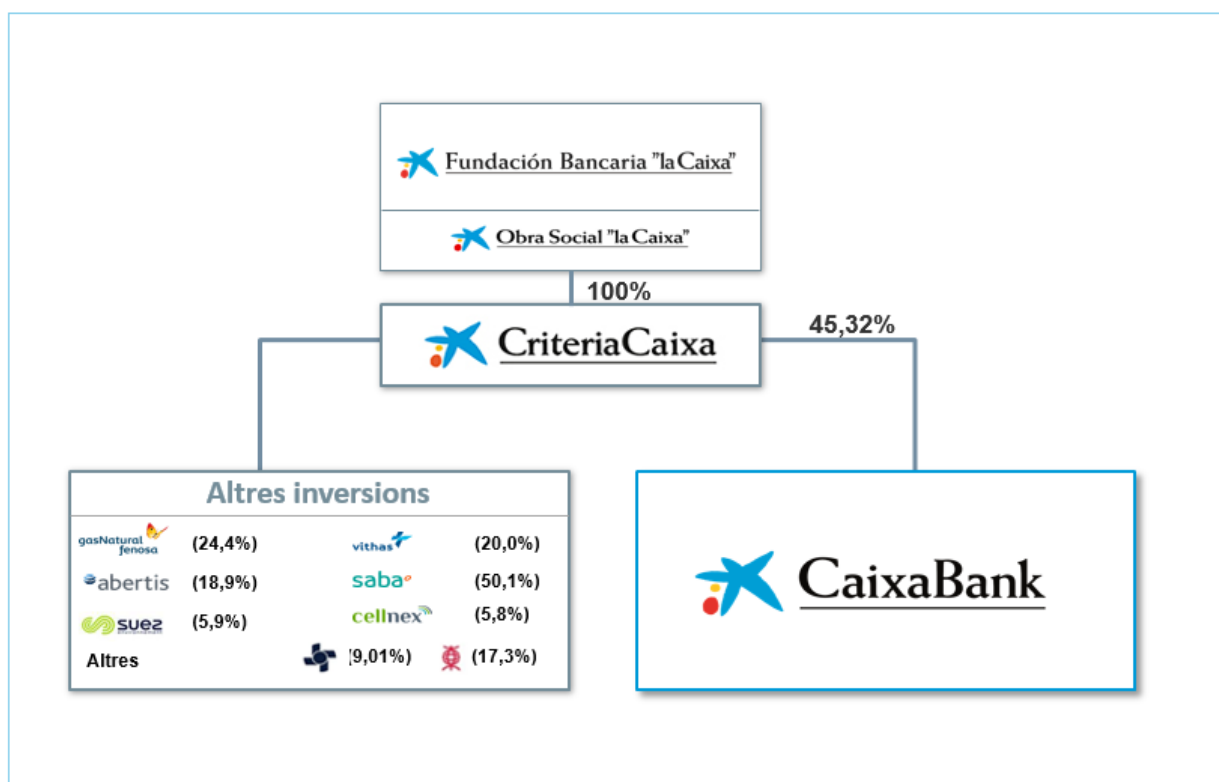 Fundación Bancaria "la Caixa"
Obra Social "la Caixa"
100%
CriteriaCaixa
45,32%
Altres inversions
gasNatural
fenosa
(24,4%)
vithas
(20,0%)
abertis
(18,9%)
saba
(50,1%)
suez
(5,9%)
cellnex
(5,8%)
Altres
(9,01%)
(17,3%)
CaixaBank